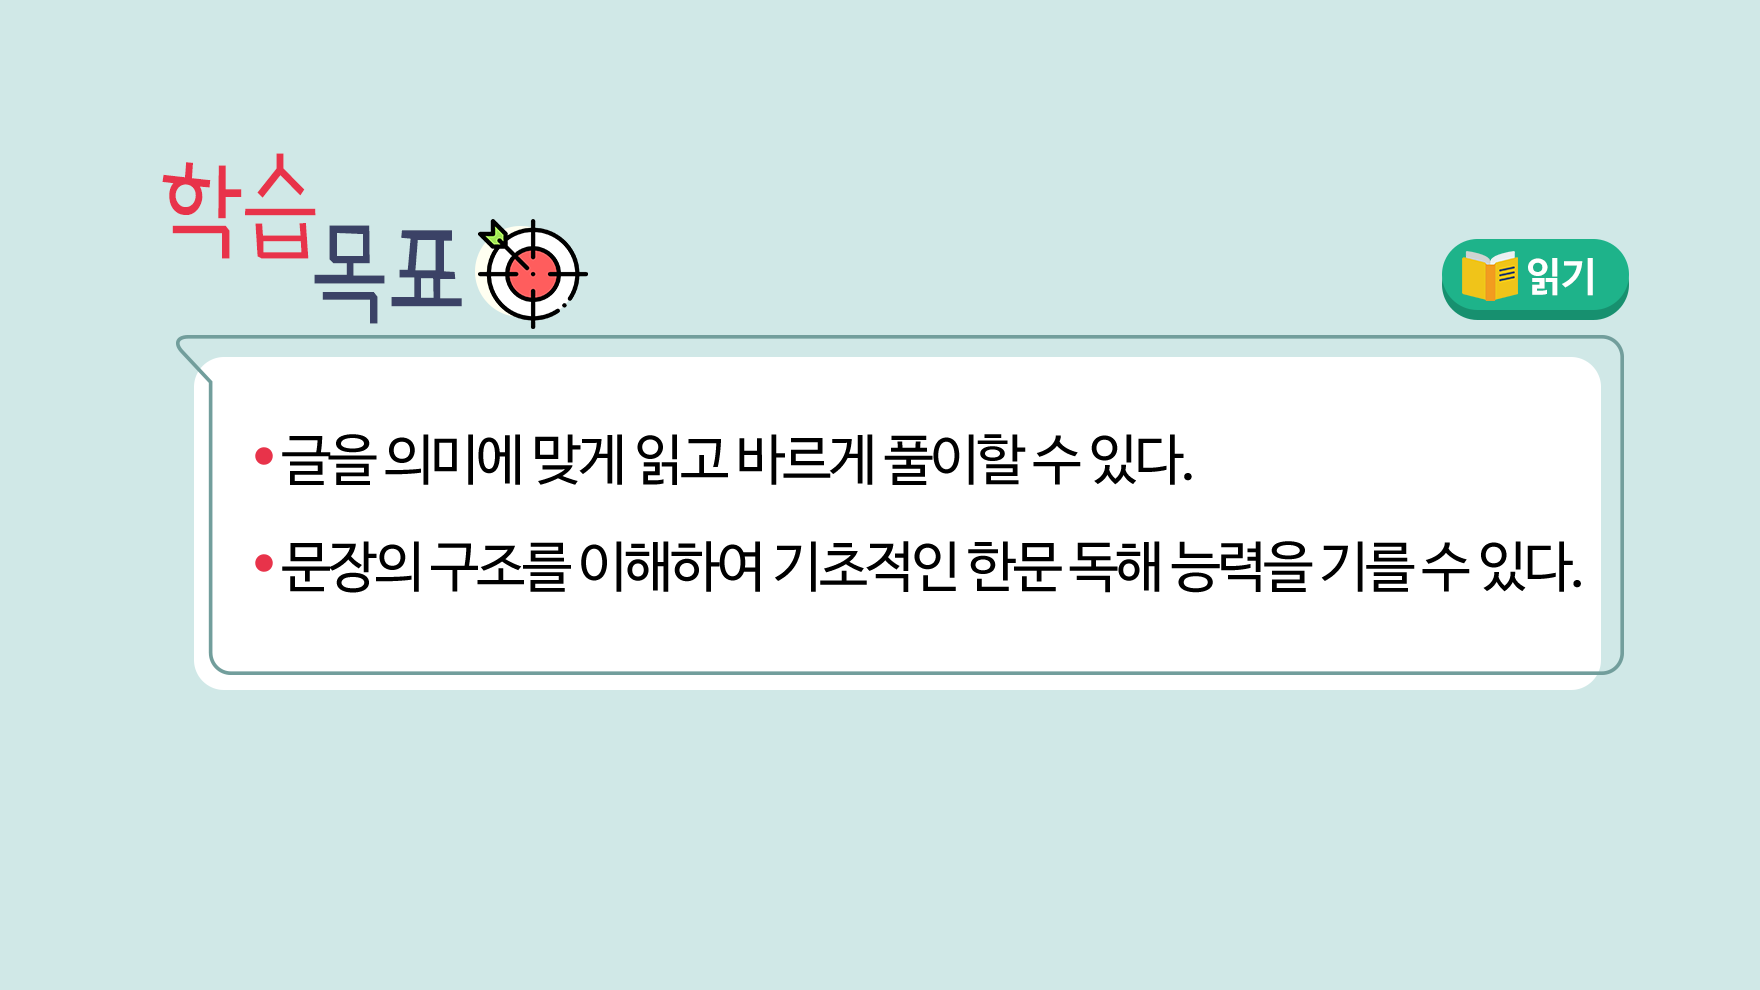 학습
목표
읽기
• 글을 의미에 맞게 읽고 바르게 풀이할 수 있다.
• 문장의 구조를 이해하여 기초적인 한문 독해 능력을 기를 수 있다.